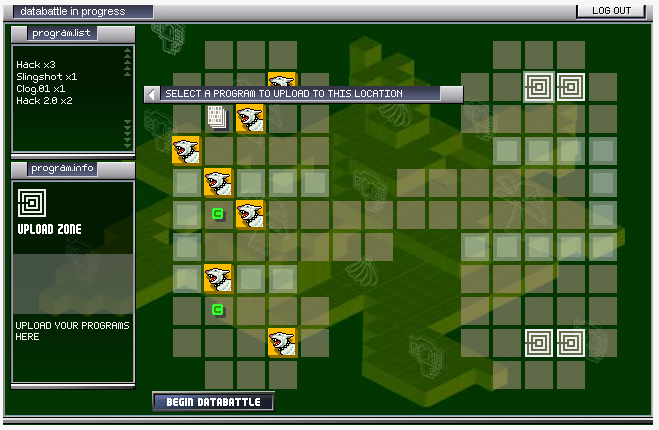 databattle in progress
LOG OUT
program.list
Hack x3
Slingshot x1
Clog.01 x1
Hack 2.0 x2
SELECT A PROGRAM TO UPLOAD TO THIS LOCATION
program.info
UPLOAD ZONE
UPLOAD YOUR PROGRAMS
HERE
BEGIN DATABATTLE